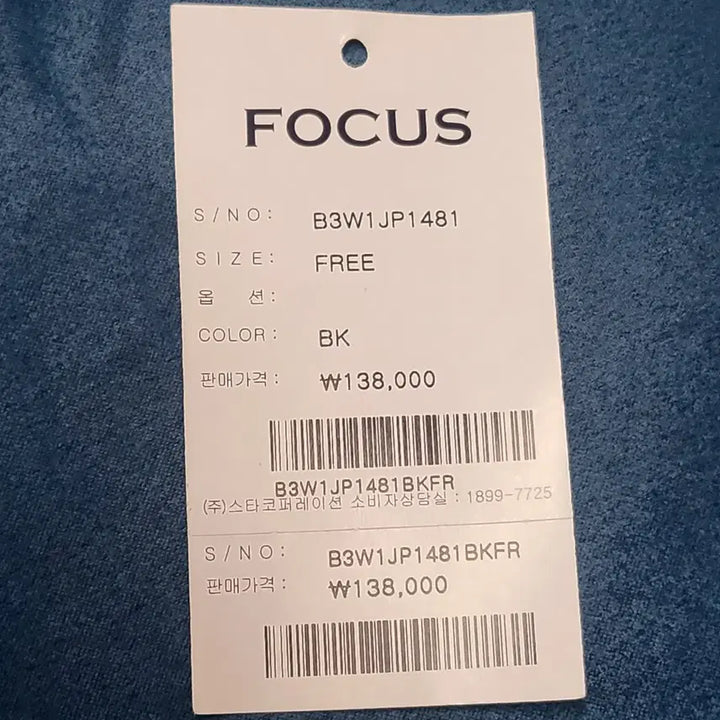 FOCUS
S/NO: B3W1JP1481
SIZE: FREE
옵 션:
COLOR: BK
판매가격: ₩138,000
B3W1JP1481BKFR
(주)스타코퍼레이션 소비자상담실 : 1899-7725
S/NO: B3W1JP1481BKFR
판매가격: ₩138,000